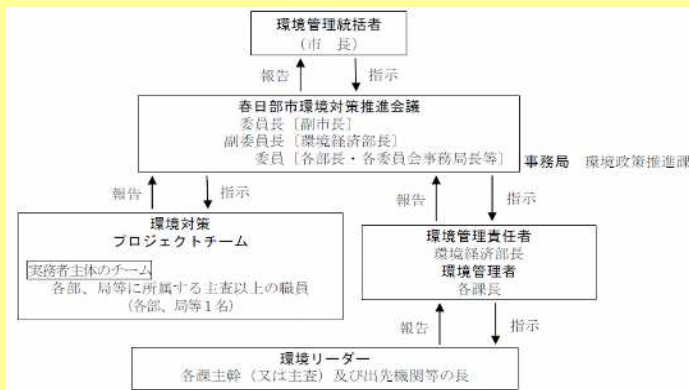 環境管理統括者
(市 長)
報告
指示
春日部市環境対策推進会議
委員長〔副市長〕
副委員長〔環境経済部長〕
委員〔各部長・各委員会事務局長等〕
事務局 環境政策推進課
報告
指示
報告
指示
環境対策
プロジェクトチーム
実務者主体のチーム
各部、局等に所属する主査以上の職員
(各部、局等１名)
環境管理責任者
環境経済部長
環境管理者
各課長
報告
指示
環境リーダー
各課主幹（又は主査）及び出先機関等の長